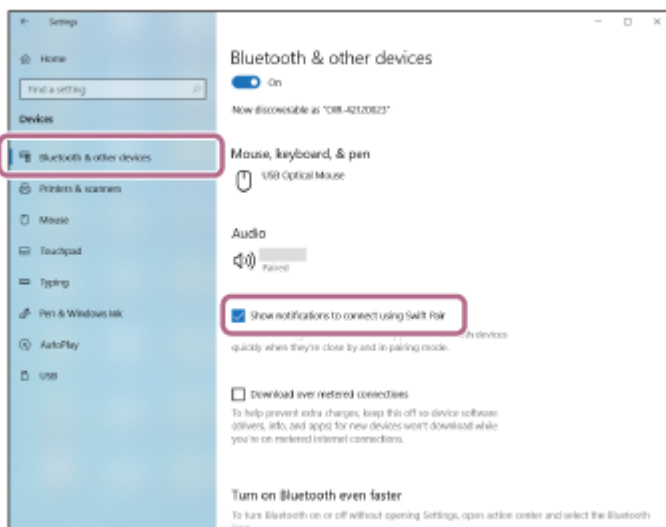 Settings
Home
Find a setting
Devices
Bluetooth & other devices
Printers & scanners
Mouse
Touchpad
Typing
Pen & Windows Ink
AutoPlay
USB
Bluetooth & other devices
On
Now discoverable as
Mouse, keyboard, & pen
USB Optical Mouse
Audio
Paired
Show notifications to connect using Swift Pair
devices
quickly when they're close by and in pairing mode.
Download over metered connections
To help prevent extra charges, keep this off so device software
(drivers, info, and apps) for new devices won't download while
you're on metered Internet connections.
Turn on Bluetooth even faster
To turn Bluetooth on or off without opening Settings, open action center and select the Bluetooth